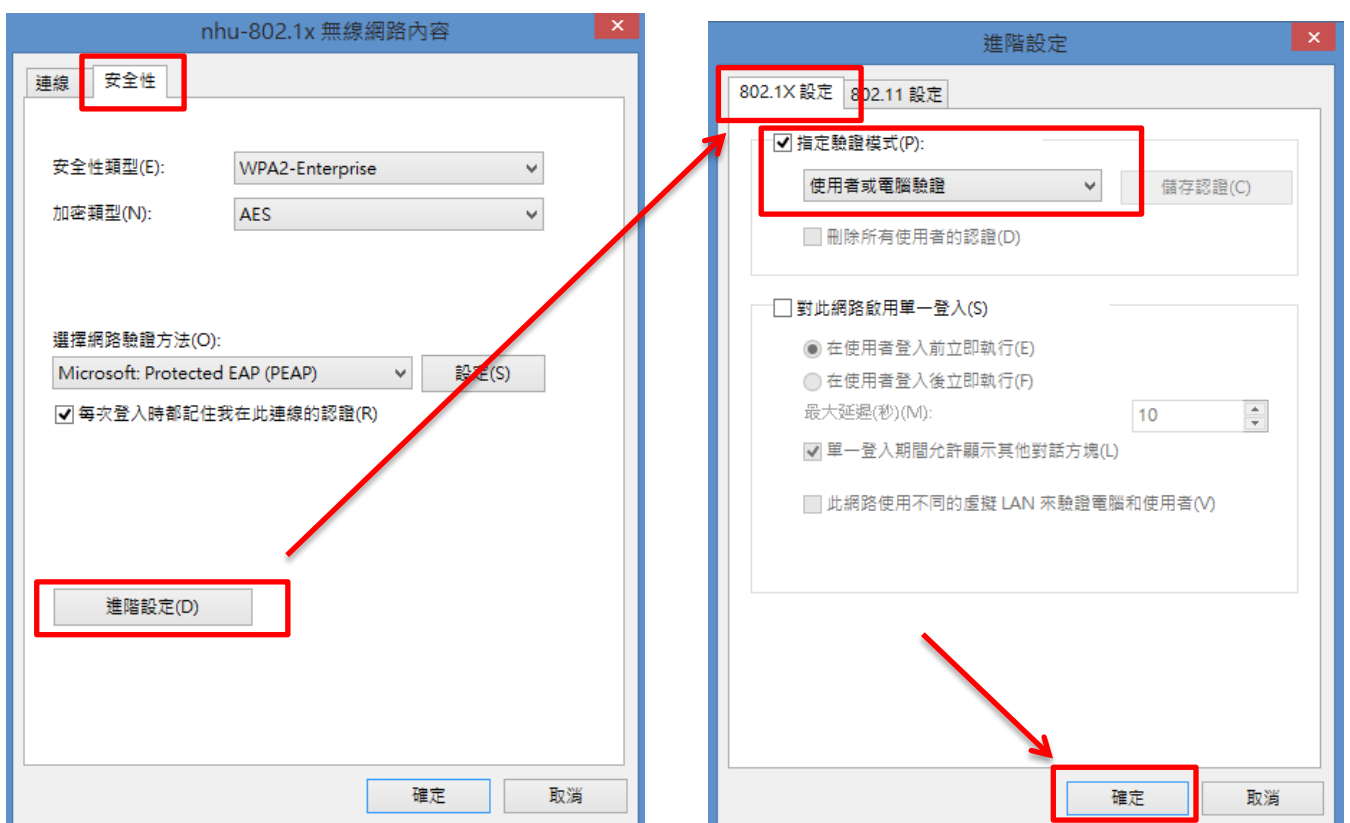 nhu-802.1x 無線網路內容
連線 安全性
安全性類型(E): WPA2-Enterprise
加密類型(N): AES
選擇網路驗證方法(O):
Microsoft: Protected EAP (PEAP) 設定(S)
每次登入時都記住我在此連線的認證(R)
進階設定(D)
確定 取消
進階設定
802.1X 設定 802.11 設定
指定驗證模式(P):
使用者或電腦驗證 儲存認證(C)
刪除所有使用者的認證(D)
對此網路啟用單一登入(S)
在使用者登入前立即執行(E)
在使用者登入後立即執行(F)
最大延遲(秒)(M): 10
單一登入期間允許顯示其他對話方塊(L)
此網路使用不同的虛擬 LAN 來驗證電腦和使用者(V)
確定 取消